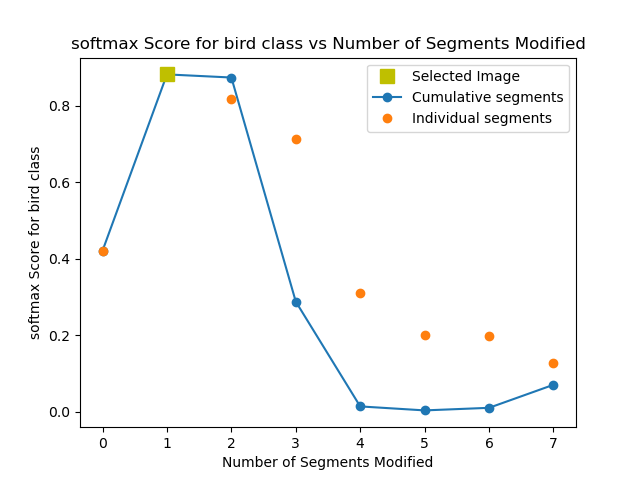 softmax Score for bird class vs Number of Segments Modified
softmax Score for bird class
0.8
0.6
0.4
0.2
0.0
Selected Image
Cumulative segments
Individual segments
0 1 2 3 4 5 6 7
Number of Segments Modified